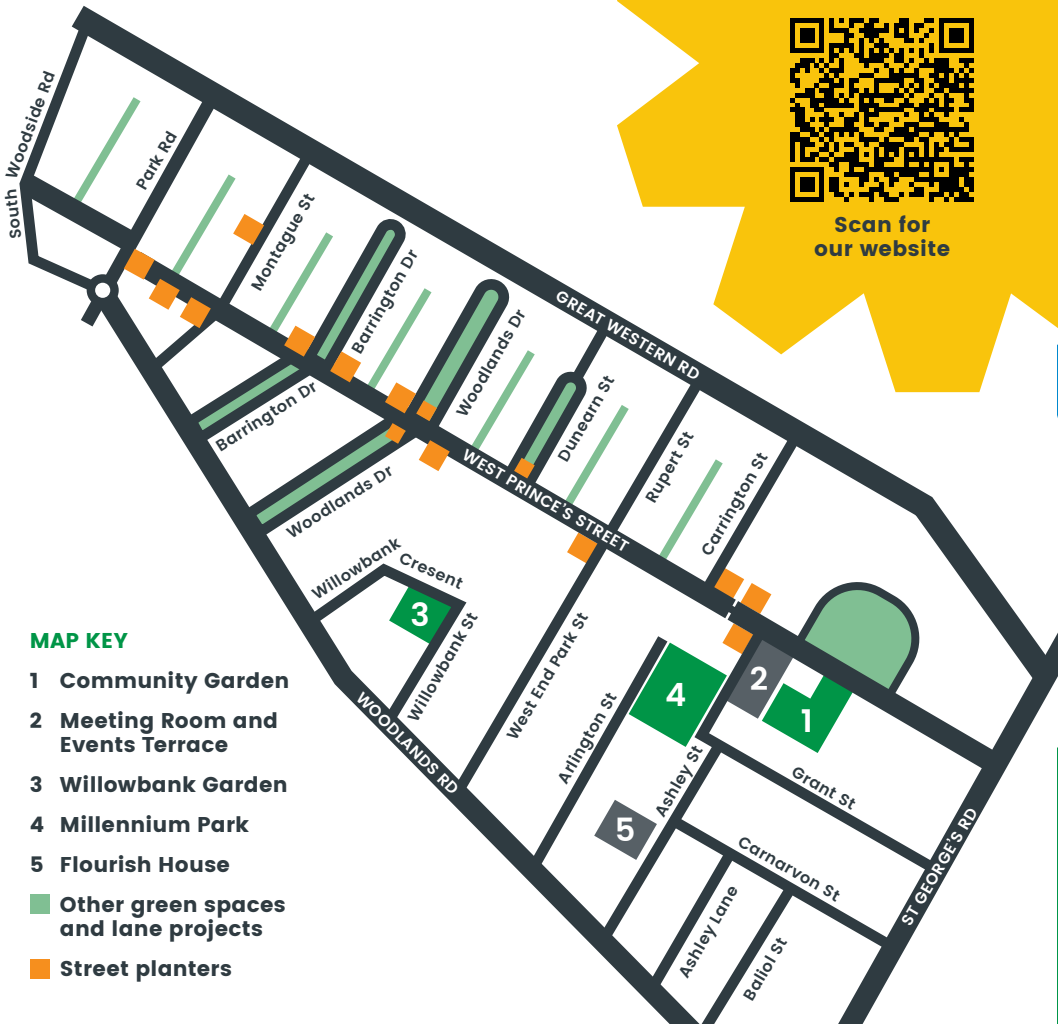 Scan for
our website
South Woodside Rd
Park Rd
Montague St
Barrington Dr
Woodlands Dr
GREAT WESTERN RD
Dunearn St
Rupert St
Carrington St
WEST PRINCE'S STREET
Barrington Dr
Woodlands Dr
Willowbank Cresent
3
Willowbank St
West End Park St
Arlington St
4
2
1
Ashley St
Grant St
5
Carnarvon St
ST GEORGE'S RD
WOODLANDS RD
Ashley Lane
Baliol St
MAP KEY
1 Community Garden
2 Meeting Room and
Events Terrace
3 Willowbank Garden
4 Millennium Park
5 Flourish House
Other green spaces
and lane projects
Street planters